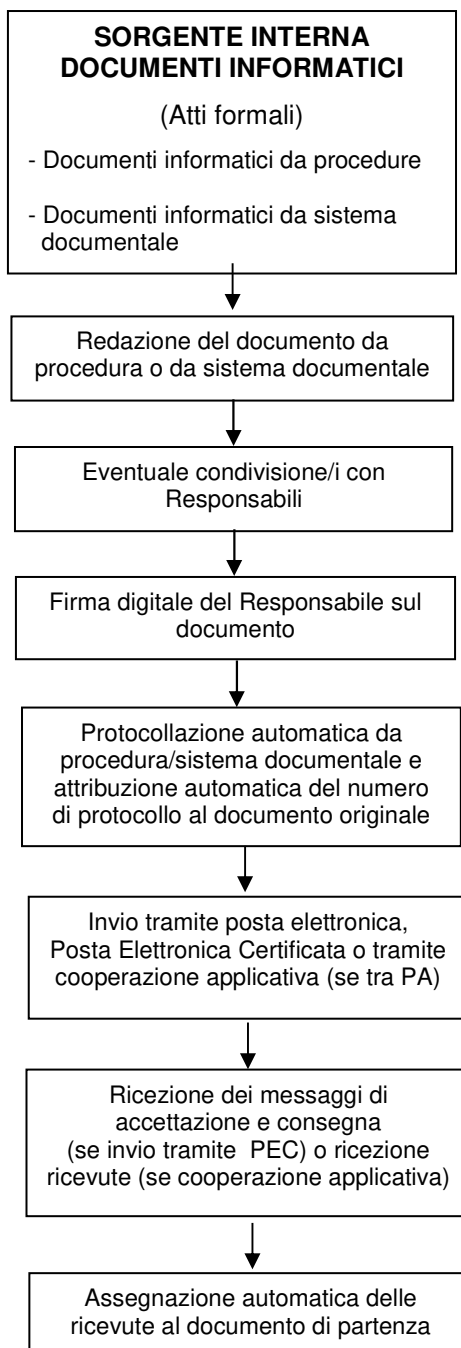 SORGENTE INTERNA
DOCUMENTI INFORMATICI
(Atti formali)
- Documenti informatici da procedure
- Documenti informatici da sistema
documentale
Redazione del documento da
procedura o da sistema documentale
Eventuale condivisione/i con
Responsabili
Firma digitale del Responsabile sul
documento
Protocollazione automatica da
procedura/sistema documentale e
attribuzione automatica del numero
di protocollo al documento originale
Invio tramite posta elettronica,
Posta Elettronica Certificata o tramite
cooperazione applicativa (se tra PA)
Ricezione dei messaggi di
accettazione e consegna
(se invio tramite PEC) o ricezione
ricevute (se cooperazione applicativa)
Assegnazione automatica delle
ricevute al documento di partenza